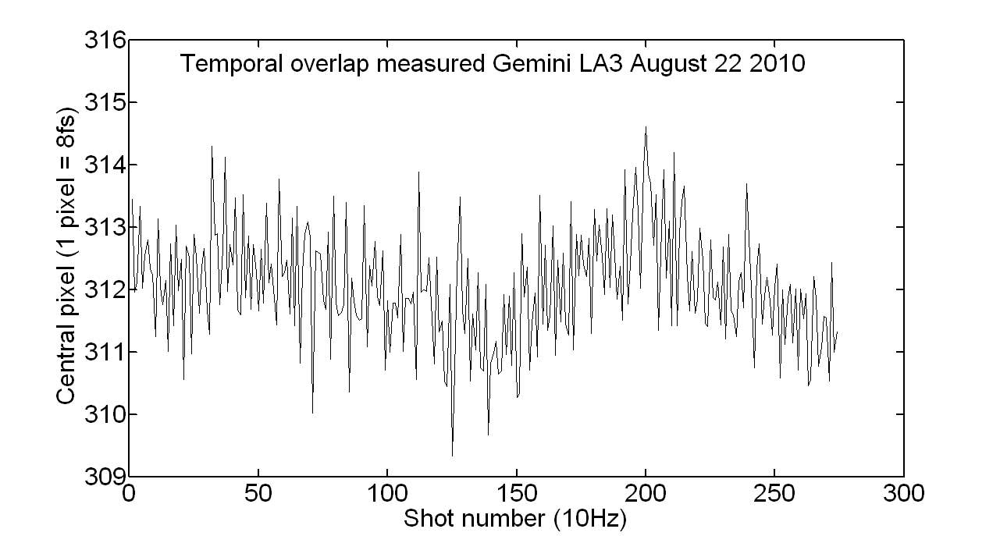 316
Temporal overlap measured Gemini LA3 August 22 2010
315
314
313
312
311
310
309
Central pixel (1 pixel = 8fs)
0 50 100 150 200 250 300
Shot number (10Hz)